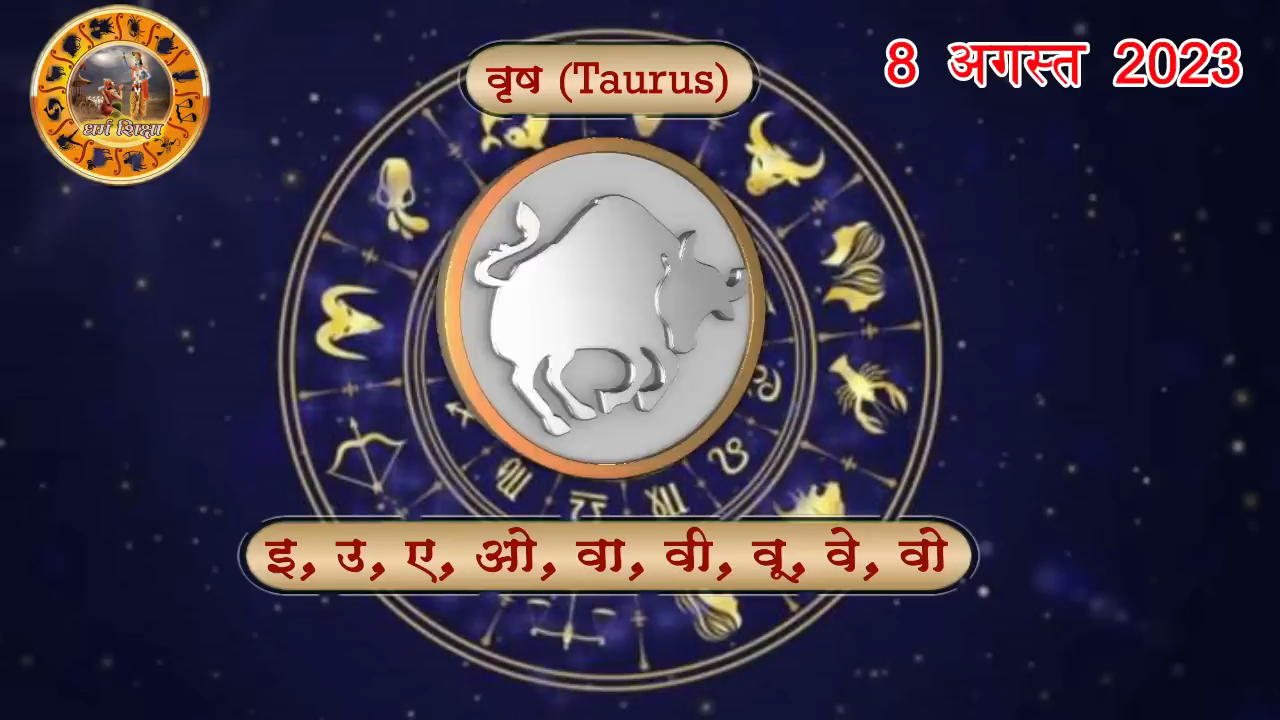 धर्म शिक्षा
वृष (Taurus)
8 अगस्त 2023
इ, उ, ए, ओ, वा, वी, वू, वे, वो